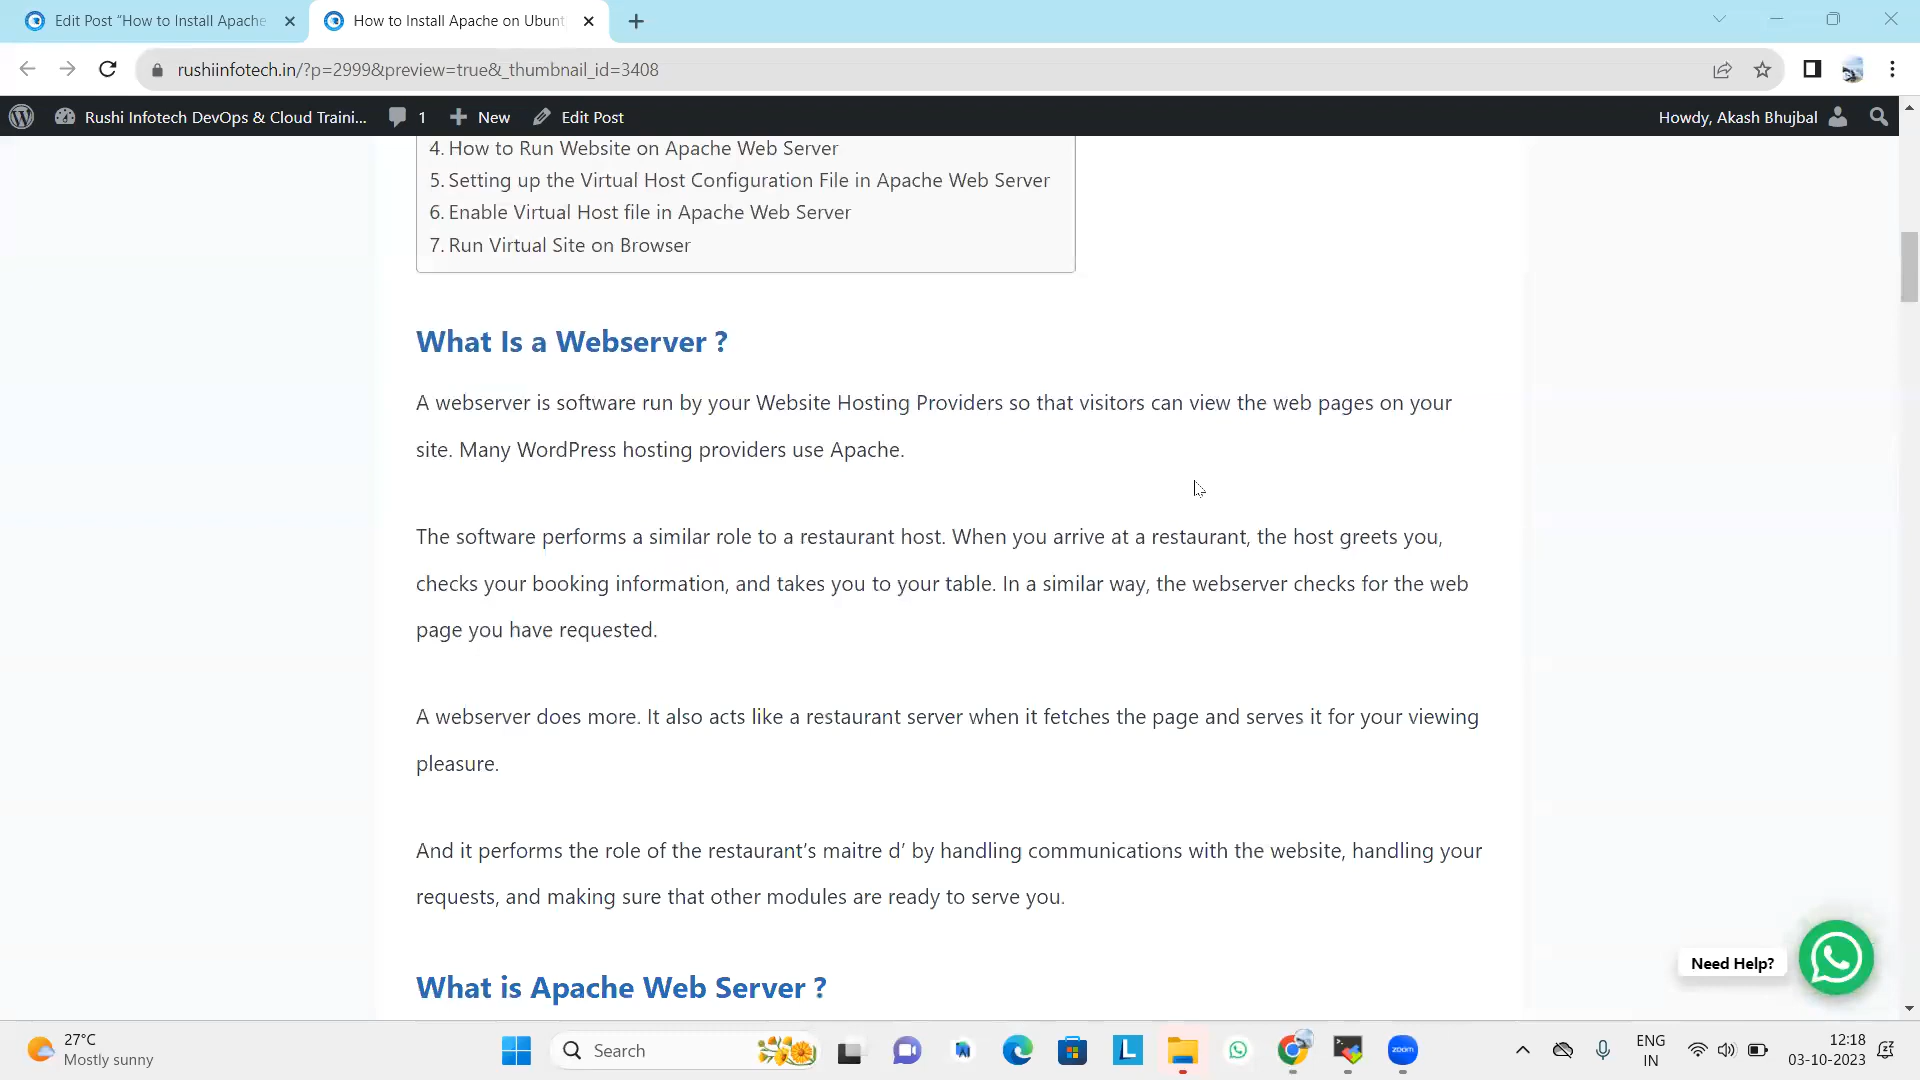 Edit Post “How to Install Apache
How to Install Apache on Ubunt
rushiinfotech.in/?p=2999&preview=true&_thumbnail_id=3408
Rushi Infotech DevOps & Cloud Traini...
1
New
Edit Post
Howdy, Akash Bhujbal
4. How to Run Website on Apache Web Server
5. Setting up the Virtual Host Configuration File in Apache Web Server
6. Enable Virtual Host file in Apache Web Server
7. Run Virtual Site on Browser
What Is a Webserver ?
A webserver is software run by your Website Hosting Providers so that visitors can view the web pages on your
site. Many WordPress hosting providers use Apache.
The software performs a similar role to a restaurant host. When you arrive at a restaurant, the host greets you,
checks your booking information, and takes you to your table. In a similar way, the webserver checks for the web
page you have requested.
A webserver does more. It also acts like a restaurant server when it fetches the page and serves it for your viewing
pleasure.
And it performs the role of the restaurant’s maitre d’ by handling communications with the website, handling your
requests, and making sure that other modules are ready to serve you.
What is Apache Web Server ?
Need Help?
27°C
Mostly sunny
Search
L
zoom
ENG
IN
12:18
03-10-2023